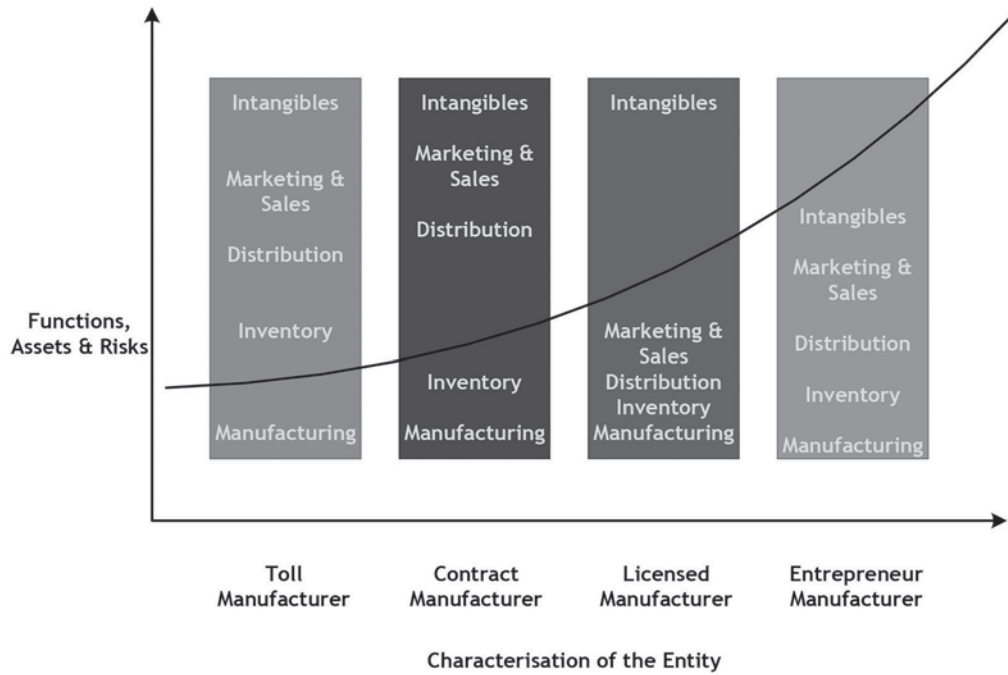 Functions,
Assets & Risks
Intangibles
Marketing &
Sales
Distribution
Inventory
Manufacturing
Intangibles
Marketing &
Sales
Distribution
Inventory
Manufacturing
Intangibles
Marketing &
Sales
Distribution
Inventory
Manufacturing
Intangibles
Marketing &
Sales
Distribution
Inventory
Manufacturing
Toll
Manufacturer
Contract
Manufacturer
Licensed
Manufacturer
Entrepreneur
Manufacturer
Characterisation of the Entity